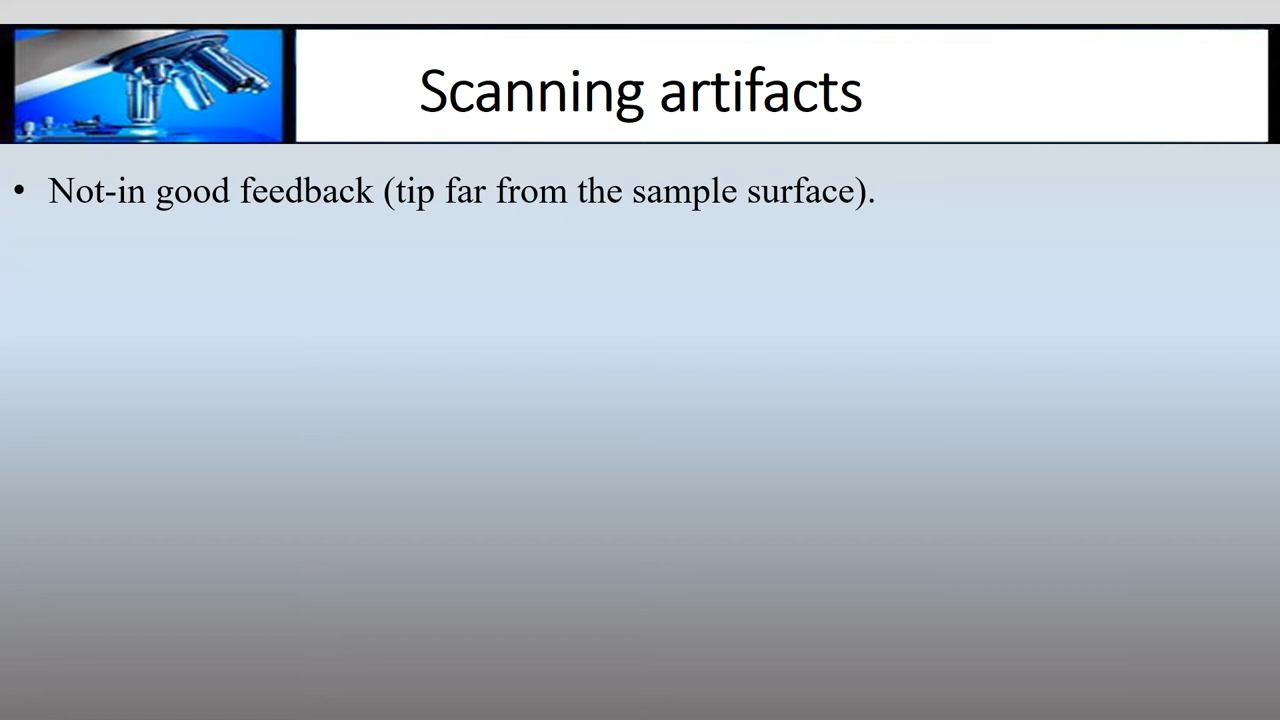 Scanning artifacts
• Not-in good feedback (tip far from the sample surface).